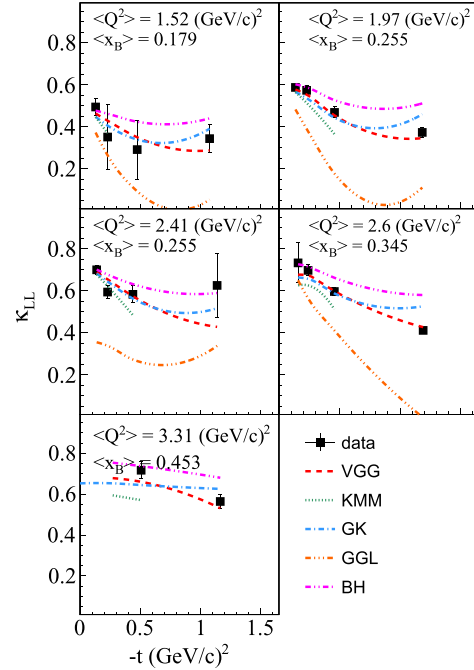 <Q²> = 1.52 (GeV/c)²
<x_B> = 0.179
<Q²> = 1.97 (GeV/c)²
<x_B> = 0.255
0.8
0.6
0.4
0.2
<Q²> = 2.41 (GeV/c)²
<x_B> = 0.255
<Q²> = 2.6 (GeV/c)²
<x_B> = 0.345
0.8
0.6
0.4
0.2
κ_LL
<Q²> = 3.31 (GeV/c)²
<x_B> = 0.453
0.8
0.6
0.4
0.2
0
0 0.5 1 1.5
-t (GeV/c)²
data
VGG
KMM
GK
GGL
BH